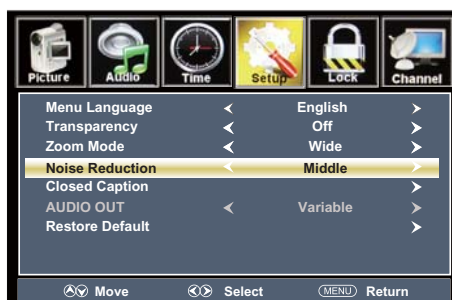 Picture Audio Time Setup Lock Channel
Menu Language English
Transparency Off
Zoom Mode Wide
Noise Reduction Middle
Closed Caption
AUDIO OUT Variable
Restore Default
Move Select MENU Return